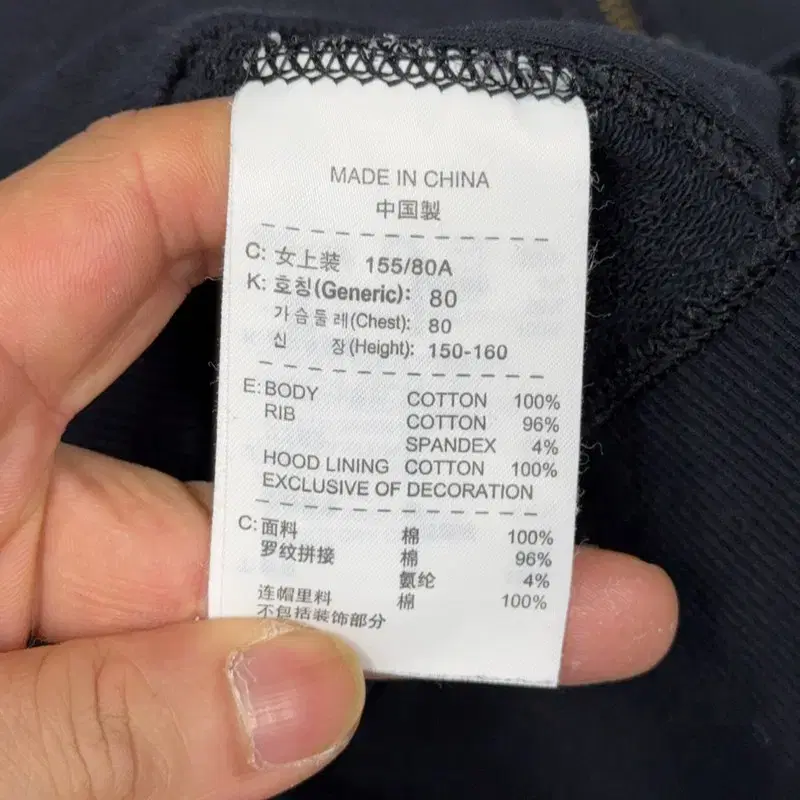 MADE IN CHINA
中国製
C: 女上装 155/80A
K: 호칭(Generic): 80
가슴둘레(Chest): 80
신 장(Height): 150-160
E: BODY COTTON 100%
RIB COTTON 96%
SPANDEX 4%
HOOD LINING COTTON 100%
EXCLUSIVE OF DECORATION
C: 面料 棉 100%
罗纹拼接 棉 96%
氨纶 4%
连帽里料 棉 100%
不包括装饰部分